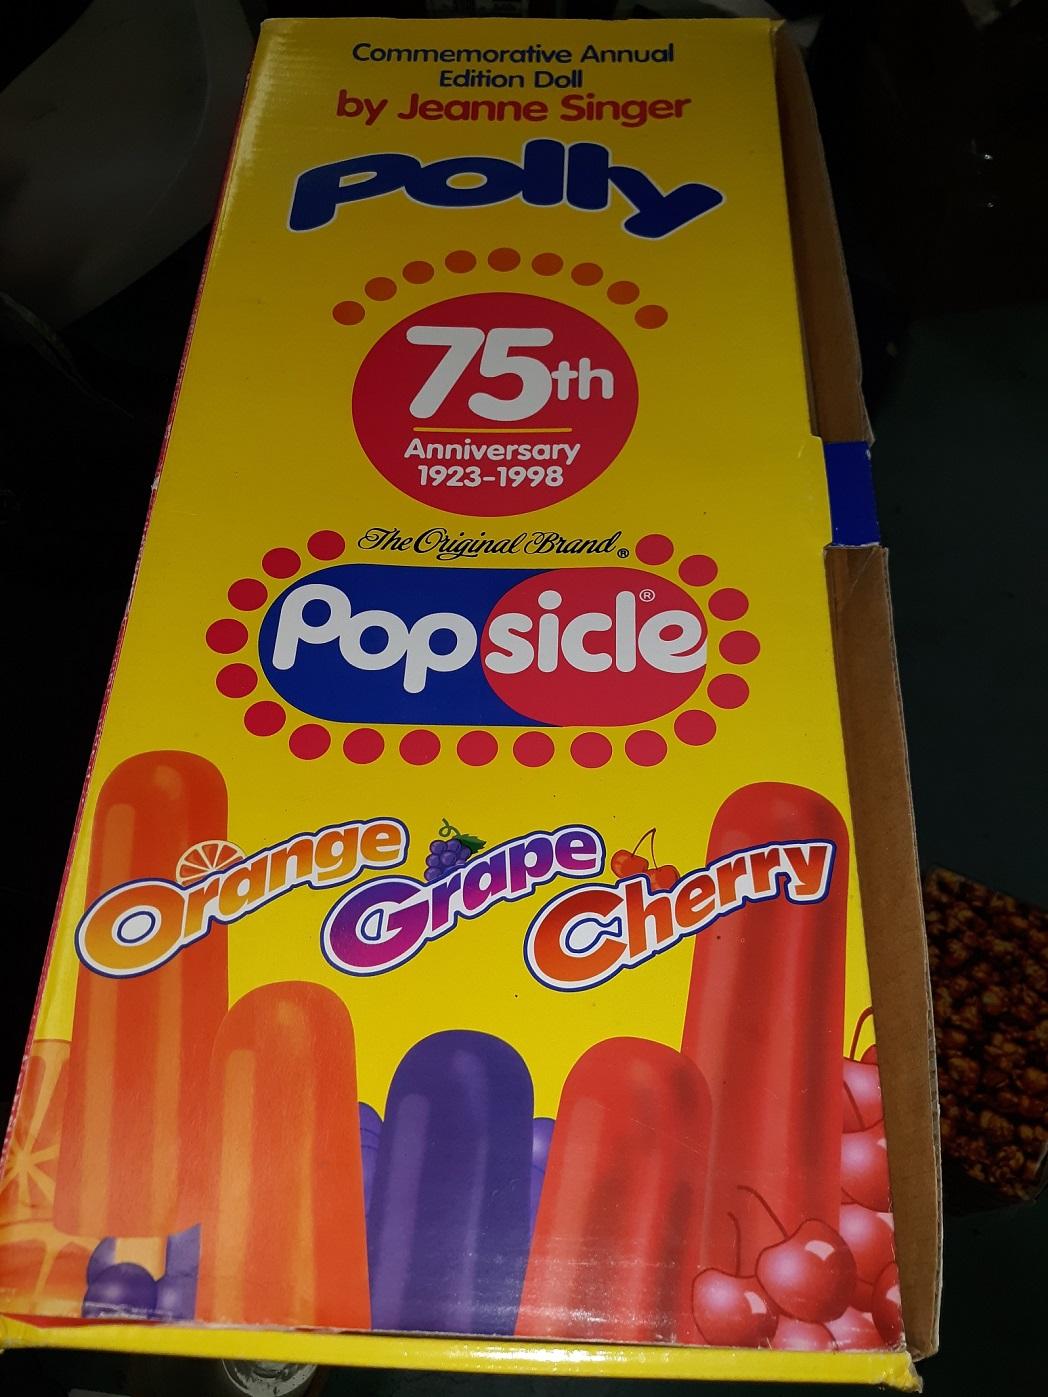 Commemorative Annual
Edition Doll
by Jeanne Singer
Polly
75th
Anniversary
1923-1998
The Original Brand®
Popsicle®
Orange
Grape
Cherry